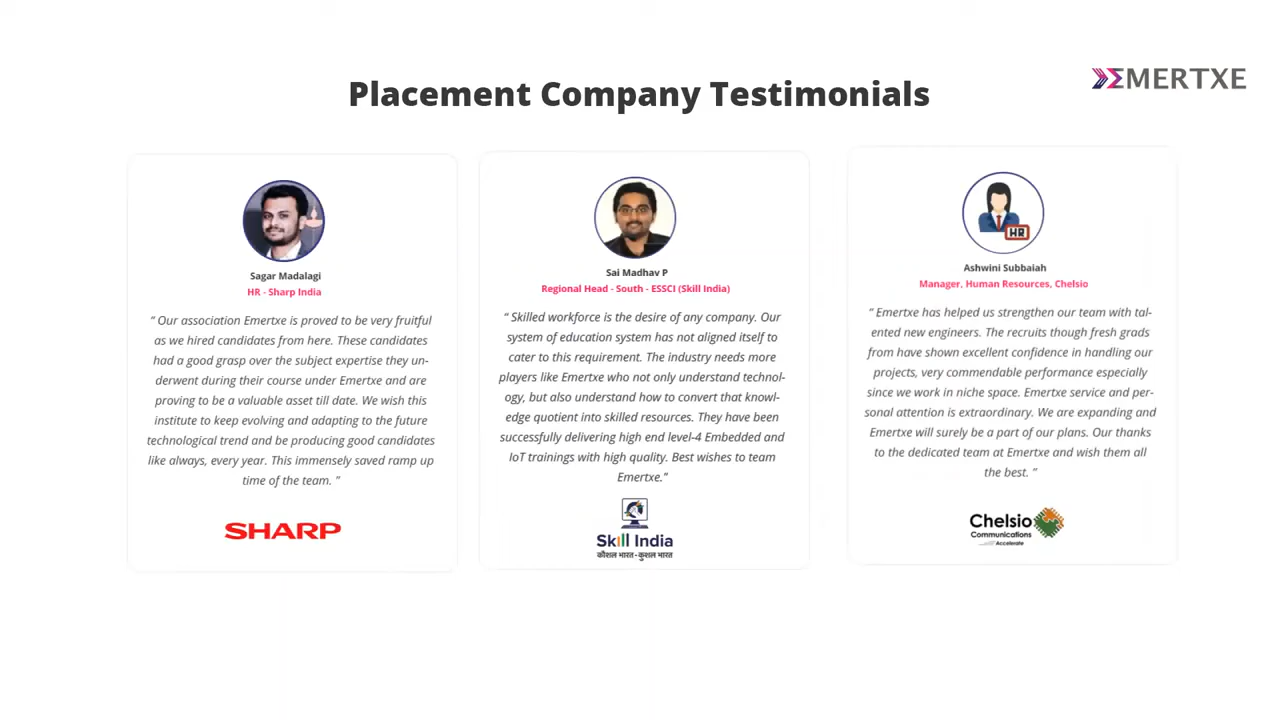 Placement Company Testimonials
EMERTXE
Sagar Madalagi
HR - Sharp India
“ Our association Emertxe is proved to be very fruitful
as we hired candidates from here. These candidates
had a good grasp over the subject expertise they un-
derwent during their course under Emertxe and are
proving to be a valuable asset till date. We wish this
institute to keep evolving and adapting to the future
technological trend and be producing good candidates
like always, every year. This immensely saved ramp up
time of the team. ”
SHARP
Sai Madhav P
Regional Head - South - ESSCI (Skill India)
“ Skilled workforce is the desire of any company. Our
system of education system has not aligned itself to
cater to this requirement. The industry needs more
players like Emertxe who not only understand technol-
ogy, but also understand how to convert that knowl-
edge quotient into skilled resources. They have been
successfully delivering high end level-4 Embedded and
IoT trainings with high quality. Best wishes to team
Emertxe.”
Skill India
कौशल भारत-कुशल भारत
HR
Ashwini Subbaiah
Manager, Human Resources, Chelsio
“ Emertxe has helped us strengthen our team with tal-
ented new engineers. The recruits though fresh grads
from have shown excellent confidence in handling our
projects, very commendable performance especially
since we work in niche space. Emertxe service and per-
sonal attention is extraordinary. We are expanding and
Emertxe will surely be a part of our plans. Our thanks
to the dedicated team at Emertxe and wish them all
the best. ”
Chelsio
Communications
Accelerate